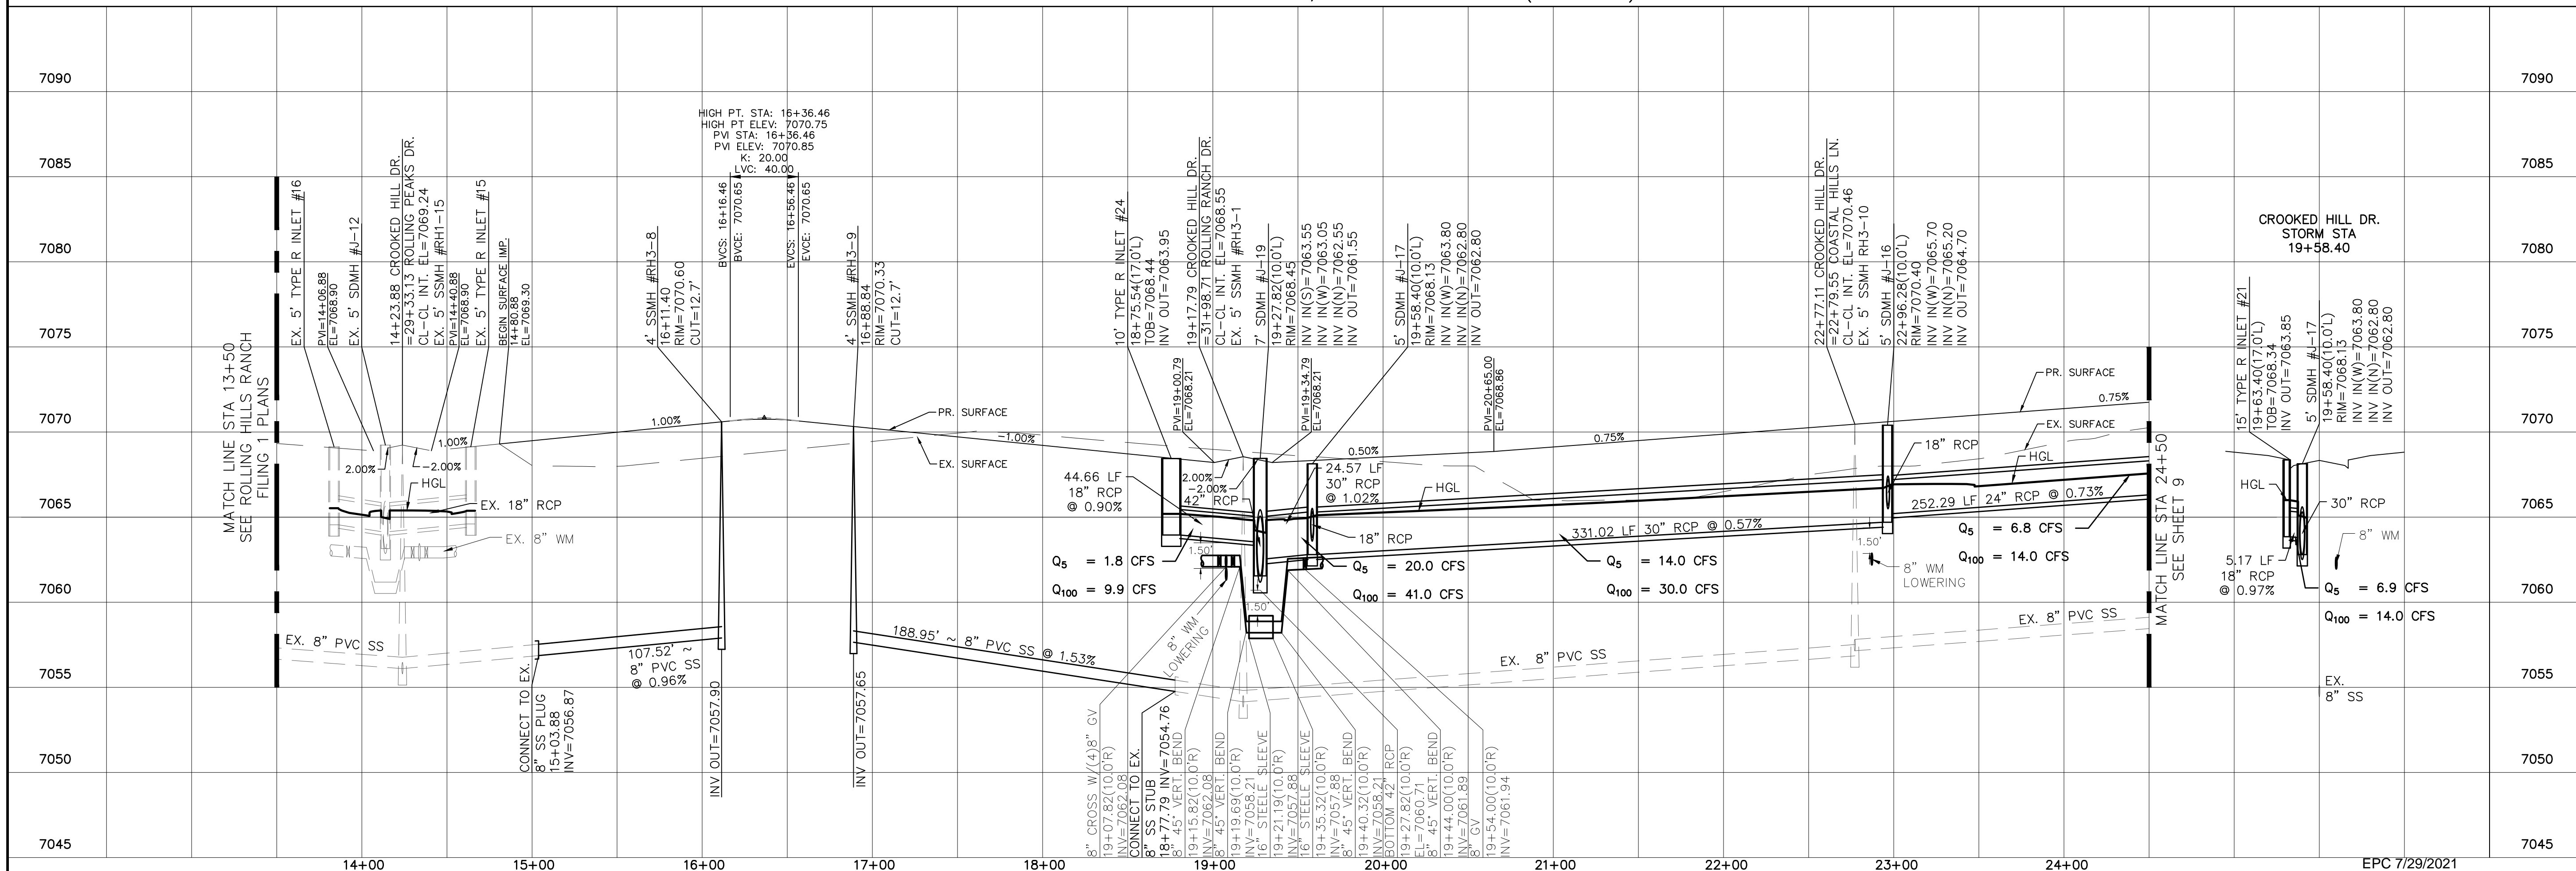 7090
7085
7080
7075
7070
7065
7060
7055
7050
7045
MATCH LINE STA 13+50
SEE ROLLING HILLS RANCH
FILING 1 PLANS
EX. 5' TYPE R INLET #16
PVI=14+06.88
EL=7068.90
EX. 5' SDMH #J-12
14+23.88 CROOKED HILL DR.
=29+33.13 ROLLING PEAKS DR.
CL-CL INT. EL=7069.24
EX. 5' SSMH #RH1-15
PVI=14+40.88
EL=7068.90
EX. 5' TYPE R INLET #15
BEGIN SURFACE IMP.
14+80.88
EL=7069.30
2.00%
-2.00%
1.00%
HGL
EX. 18" RCP
EX. 8" WM
EX. 8" PVC SS
CONNECT TO EX.
8" SS PLUG
15+03.88
INV=7056.87
107.52' ~
8" PVC SS
@ 0.96%
1.00%
4' SSMH #RH3-8
16+11.40
RIM=7070.60
CUT=12.7'
INV OUT=7057.90
HIGH PT. STA: 16+36.46
HIGH PT ELEV: 7070.75
PVI STA: 16+36.46
PVI ELEV: 7070.85
K: 20.00
LVC: 40.00
BVCS: 16+16.46
BVCE: 7070.65
EVCS: 16+56.46
EVCE: 7070.65
4' SSMH #RH3-9
16+88.84
RIM=7070.33
CUT=12.7'
INV OUT=7057.65
PR. SURFACE
-1.00%
EX. SURFACE
188.95' ~ 8" PVC SS @ 1.53%
10' TYPE R INLET #24
18+75.54(17.0'L)
TOB=7068.44
INV OUT=7063.95
PVI=19+00.79
EL=7068.21
19+17.79 CROOKED HILL DR.
=31+98.71 ROLLING RANCH DR.
CL-CL INT. EL=7068.55
EX. 5' SSMH #RH3-1
7' SDMH #J-19
19+27.82(10.0'L)
RIM=7068.45
INV IN(S)=7063.55
INV IN(W)=7063.05
INV IN(N)=7062.55
INV OUT=7061.55
PVI=19+34.79
EL=7068.21
5' SDMH #J-17
19+58.40(10.0'L)
RIM=7068.13
INV IN(W)=7063.80
INV IN(N)=7062.80
INV OUT=7062.80
PVI=20+65.00
EL=7068.86
44.66 LF
18" RCP
@ 0.90%
2.00%
-2.00%
42" RCP
24.57 LF
30" RCP
@ 1.02%
0.50%
HGL
0.75%
18" RCP
331.02 LF 30" RCP @ 0.57%
1.50'
Q5 = 1.8 CFS
Q100 = 9.9 CFS
Q5 = 20.0 CFS
Q100 = 41.0 CFS
Q5 = 14.0 CFS
Q100 = 30.0 CFS
1.50'
8" WM
LOWERING
8" CROSS W/(4)8" GV
19+07.82(10.0'R)
INV=7062.08
CONNECT TO EX.
8" SS STUB
18+77.79 INV=7054.76
8" 45° VERT. BEND
19+15.82(10.0'R)
INV=7062.08
8" 45° VERT. BEND
19+19.69(10.0'R)
INV=7058.21
16" STEELE SLEEVE
19+21.19(10.0'R)
INV=7057.88
16" STEELE SLEEVE
19+35.32(10.0'R)
INV=7057.88
8" 45° VERT. BEND
19+40.32(10.0'R)
INV=7058.21
BOTTOM 42" RCP
19+27.82(10.0'R)
EL=7060.71
8" 45° VERT. BEND
19+44.00(10.0'R)
INV=7061.89
8" GV
19+54.00(10.0'R)
INV=7061.94
EX. 8" PVC SS
22+77.11 CROOKED HILL DR.
=22+79.55 COASTAL HILLS LN.
CL-CL INT. EL=7070.46
EX. 5' SSMH RH3-10
5' SDMH #J-16
22+96.28(10.0'L)
RIM=7070.40
INV IN(W)=7065.70
INV IN(N)=7065.20
INV OUT=7064.70
PR. SURFACE
0.75%
EX. SURFACE
18" RCP
HGL
252.29 LF 24" RCP @ 0.73%
1.50'
8" WM
LOWERING
Q5 = 6.8 CFS
Q100 = 14.0 CFS
EX. 8" PVC SS
MATCH LINE STA 24+50
SEE SHEET 9
CROOKED HILL DR.
STORM STA
19+58.40
15' TYPE R INLET #21
19+63.40(17.0'L)
TOB=7068.34
INV OUT=7063.85
5' SDMH #J-17
19+58.40(10.0'L)
RIM=7068.13
INV IN(W)=7063.80
INV IN(N)=7062.80
INV OUT=7062.80
HGL
30" RCP
8" WM
5.17 LF
18" RCP
@ 0.97%
Q5 = 6.9 CFS
Q100 = 14.0 CFS
EX.
8" SS
7090
7085
7080
7075
7070
7065
7060
7055
7050
7045
14+00
15+00
16+00
17+00
18+00
19+00
20+00
21+00
22+00
23+00
24+00
EPC 7/29/2021